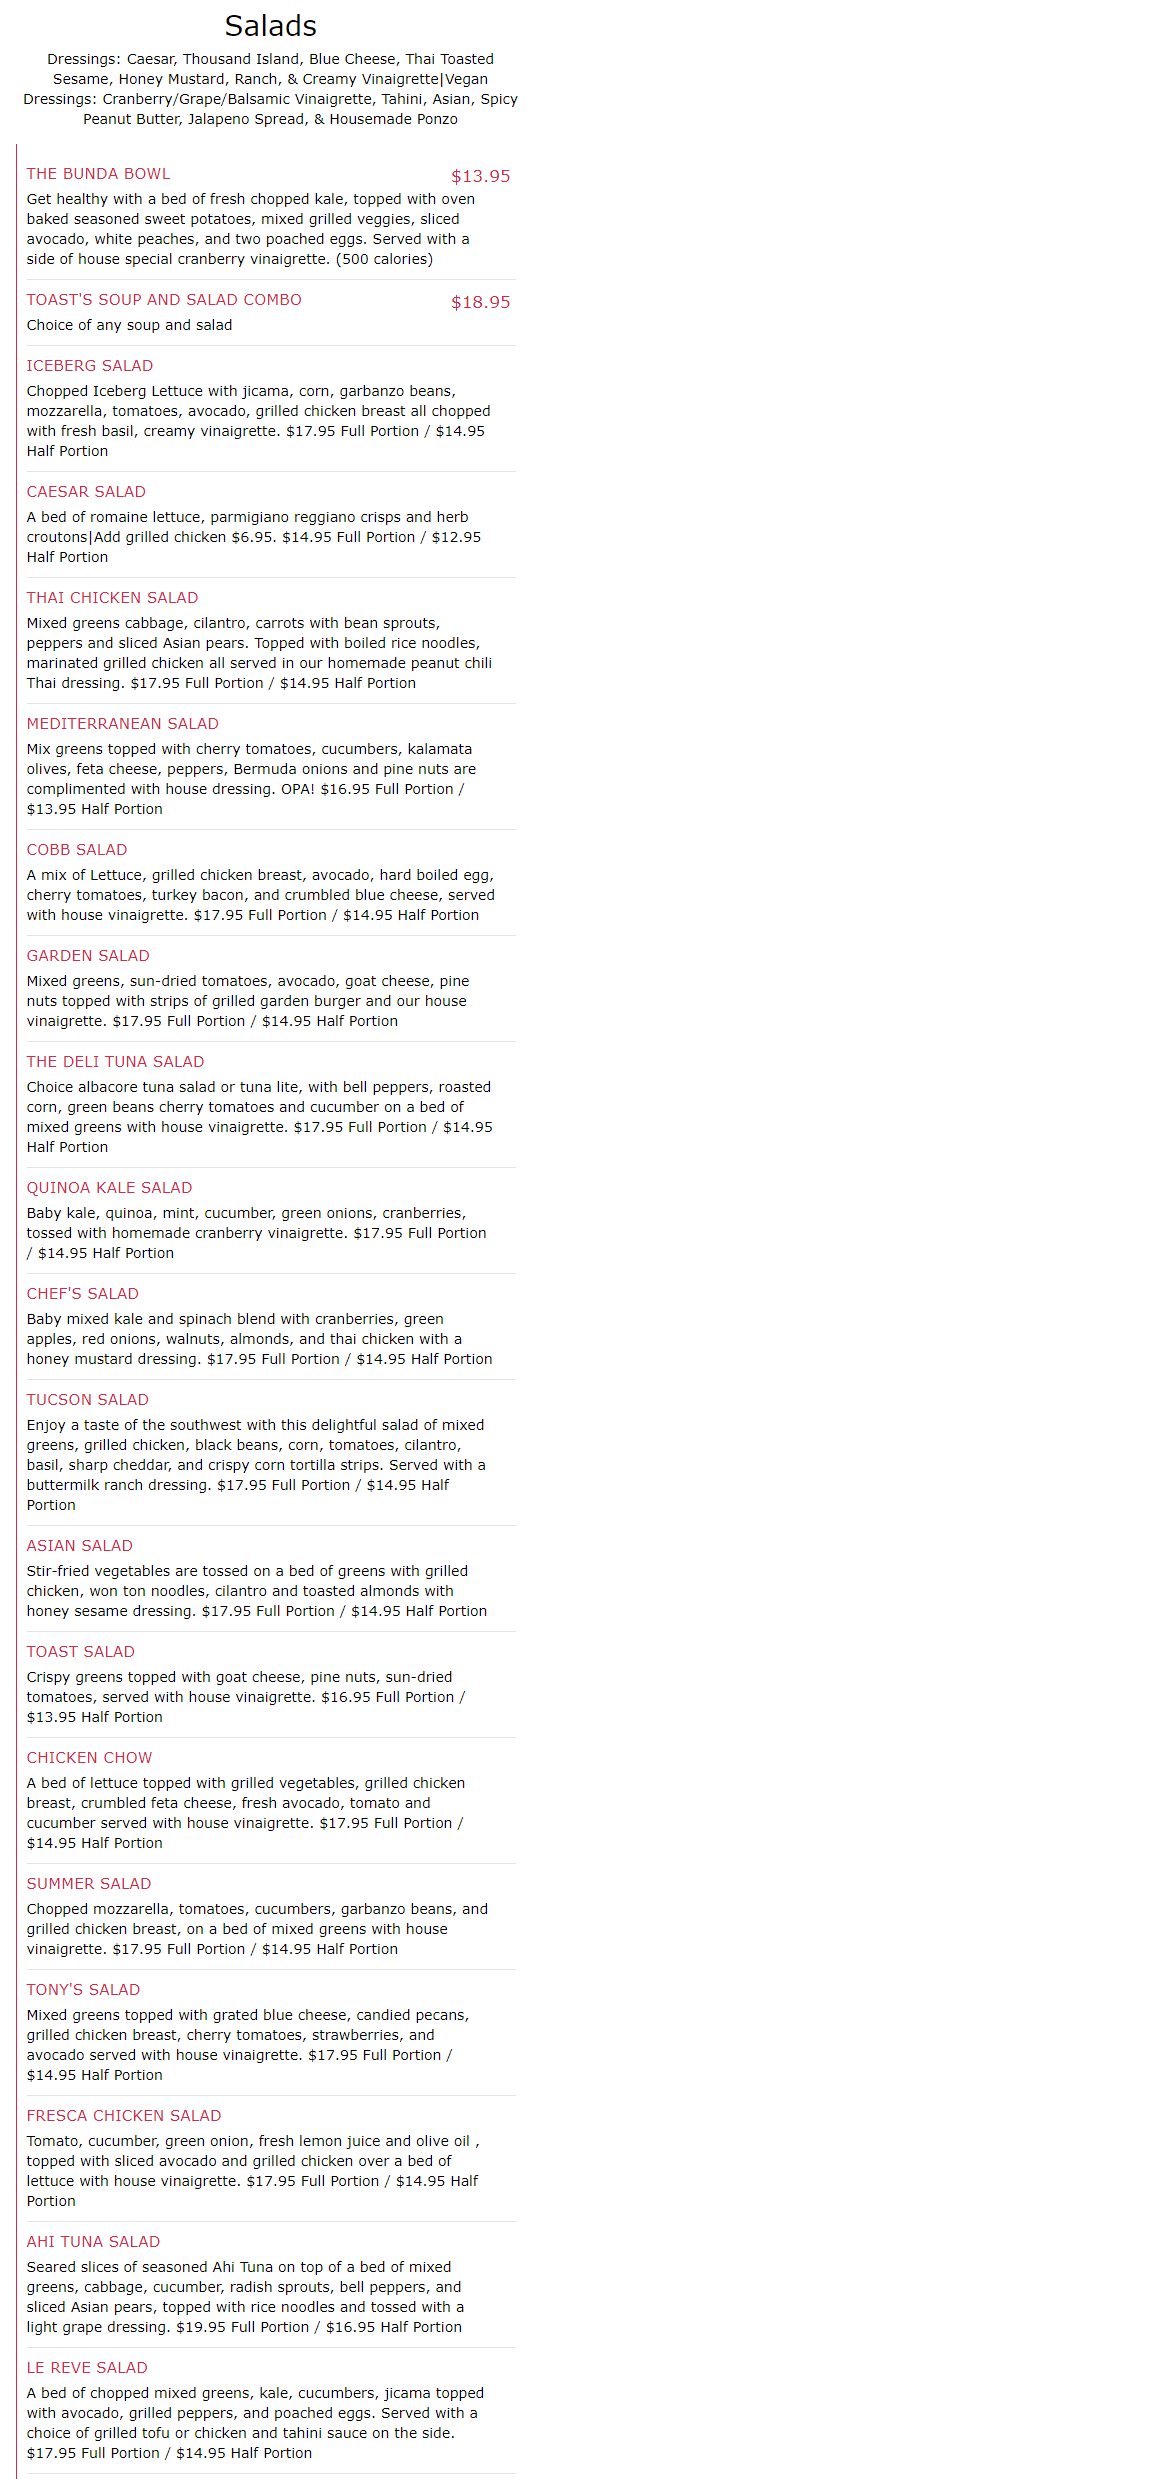 Salads
Dressings: Caesar, Thousand Island, Blue Cheese, Thai Toasted
Sesame, Honey Mustard, Ranch, & Creamy Vinaigrette|Vegan
Dressings: Cranberry/Grape/Balsamic Vinaigrette, Tahini, Asian, Spicy
Peanut Butter, Jalapeno Spread, & Housemade Ponzo
THE BUNDA BOWL $13.95
Get healthy with a bed of fresh chopped kale, topped with oven
baked seasoned sweet potatoes, mixed grilled veggies, sliced
avocado, white peaches, and two poached eggs. Served with a
side of house special cranberry vinaigrette. (500 calories)
TOAST'S SOUP AND SALAD COMBO $18.95
Choice of any soup and salad
ICEBERG SALAD
Chopped Iceberg Lettuce with jicama, corn, garbanzo beans,
mozzarella, tomatoes, avocado, grilled chicken breast all chopped
with fresh basil, creamy vinaigrette. $17.95 Full Portion / $14.95
Half Portion
CAESAR SALAD
A bed of romaine lettuce, parmigiano reggiano crisps and herb
croutons|Add grilled chicken $6.95. $14.95 Full Portion / $12.95
Half Portion
THAI CHICKEN SALAD
Mixed greens cabbage, cilantro, carrots with bean sprouts,
peppers and sliced Asian pears. Topped with boiled rice noodles,
marinated grilled chicken all served in our homemade peanut chili
Thai dressing. $17.95 Full Portion / $14.95 Half Portion
MEDITERRANEAN SALAD
Mix greens topped with cherry tomatoes, cucumbers, kalamata
olives, feta cheese, peppers, Bermuda onions and pine nuts are
complimented with house dressing. OPA! $16.95 Full Portion /
$13.95 Half Portion
COBB SALAD
A mix of Lettuce, grilled chicken breast, avocado, hard boiled egg,
cherry tomatoes, turkey bacon, and crumbled blue cheese, served
with house vinaigrette. $17.95 Full Portion / $14.95 Half Portion
GARDEN SALAD
Mixed greens, sun-dried tomatoes, avocado, goat cheese, pine
nuts topped with strips of grilled garden burger and our house
vinaigrette. $17.95 Full Portion / $14.95 Half Portion
THE DELI TUNA SALAD
Choice albacore tuna salad or tuna lite, with bell peppers, roasted
corn, green beans cherry tomatoes and cucumber on a bed of
mixed greens with house vinaigrette. $17.95 Full Portion / $14.95
Half Portion
QUINOA KALE SALAD
Baby kale, quinoa, mint, cucumber, green onions, cranberries,
tossed with homemade cranberry vinaigrette. $17.95 Full Portion
/ $14.95 Half Portion
CHEF'S SALAD
Baby mixed kale and spinach blend with cranberries, green
apples, red onions, walnuts, almonds, and thai chicken with a
honey mustard dressing. $17.95 Full Portion / $14.95 Half Portion
TUCSON SALAD
Enjoy a taste of the southwest with this delightful salad of mixed
greens, grilled chicken, black beans, corn, tomatoes, cilantro,
basil, sharp cheddar, and crispy corn tortilla strips. Served with a
buttermilk ranch dressing. $17.95 Full Portion / $14.95 Half
Portion
ASIAN SALAD
Stir-fried vegetables are tossed on a bed of greens with grilled
chicken, won ton noodles, cilantro and toasted almonds with
honey sesame dressing. $17.95 Full Portion / $14.95 Half Portion
TOAST SALAD
Crispy greens topped with goat cheese, pine nuts, sun-dried
tomatoes, served with house vinaigrette. $16.95 Full Portion /
$13.95 Half Portion
CHICKEN CHOW
A bed of lettuce topped with grilled vegetables, grilled chicken
breast, crumbled feta cheese, fresh avocado, tomato and
cucumber served with house vinaigrette. $17.95 Full Portion /
$14.95 Half Portion
SUMMER SALAD
Chopped mozzarella, tomatoes, cucumbers, garbanzo beans, and
grilled chicken breast, on a bed of mixed greens with house
vinaigrette. $17.95 Full Portion / $14.95 Half Portion
TONY'S SALAD
Mixed greens topped with grated blue cheese, candied pecans,
grilled chicken breast, cherry tomatoes, strawberries, and
avocado served with house vinaigrette. $17.95 Full Portion /
$14.95 Half Portion
FRESCA CHICKEN SALAD
Tomato, cucumber, green onion, fresh lemon juice and olive oil ,
topped with sliced avocado and grilled chicken over a bed of
lettuce with house vinaigrette. $17.95 Full Portion / $14.95 Half
Portion
AHI TUNA SALAD
Seared slices of seasoned Ahi Tuna on top of a bed of mixed
greens, cabbage, cucumber, radish sprouts, bell peppers, and
sliced Asian pears, topped with rice noodles and tossed with a
light grape dressing. $19.95 Full Portion / $16.95 Half Portion
LE REVE SALAD
A bed of chopped mixed greens, kale, cucumbers, jicama topped
with avocado, grilled peppers, and poached eggs. Served with a
choice of grilled tofu or chicken and tahini sauce on the side.
$17.95 Full Portion / $14.95 Half Portion